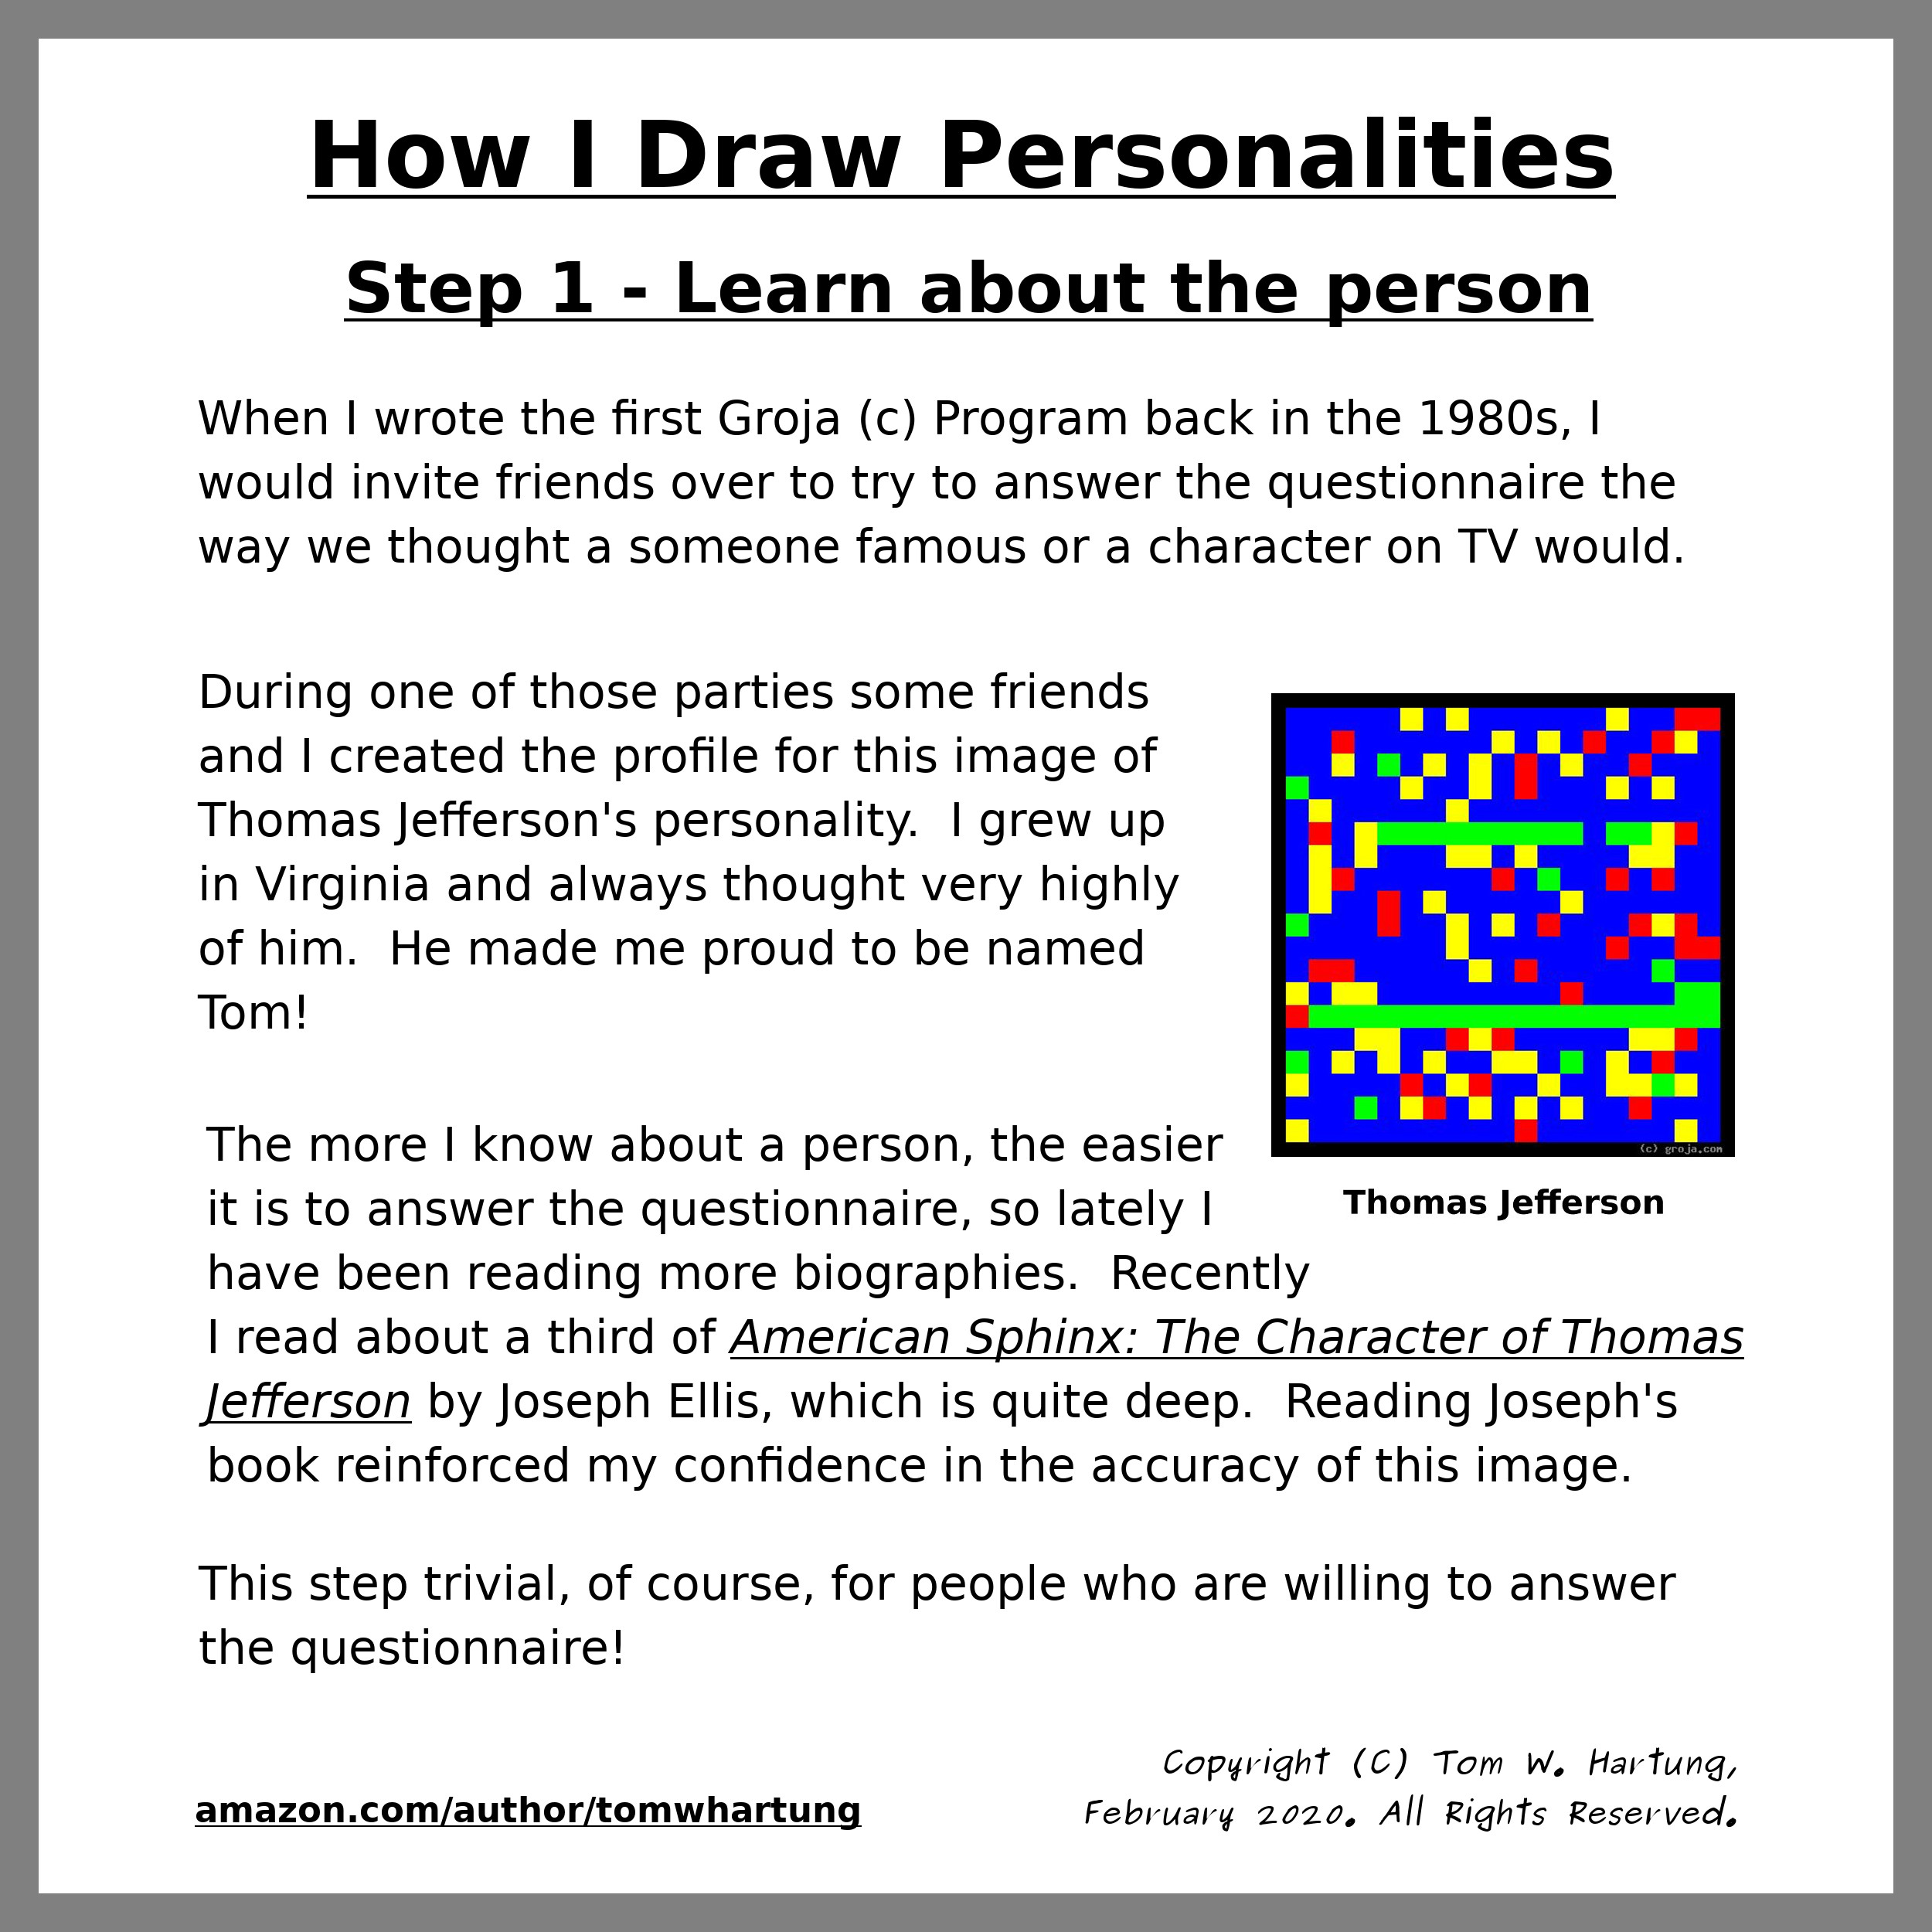 How I Draw Personalities
Step 1 - Learn about the person
When I wrote the first Groja (c) Program back in the 1980s, I
would invite friends over to try to answer the questionnaire the
way we thought a someone famous or a character on TV would.
During one of those parties some friends
and I created the profile for this image of
Thomas Jefferson's personality.  I grew up
in Virginia and always thought very highly
of him.  He made me proud to be named
Tom!
(c) groja.com
Thomas Jefferson
The more I know about a person, the easier
it is to answer the questionnaire, so lately I
have been reading more biographies.  Recently
I read about a third of American Sphinx: The Character of Thomas
Jefferson by Joseph Ellis, which is quite deep.  Reading Joseph's
book reinforced my confidence in the accuracy of this image.
This step trivial, of course, for people who are willing to answer
the questionnaire!
amazon.com/author/tomwhartung
Copyright (C) Tom W. Hartung,
February 2020. All Rights Reserved.